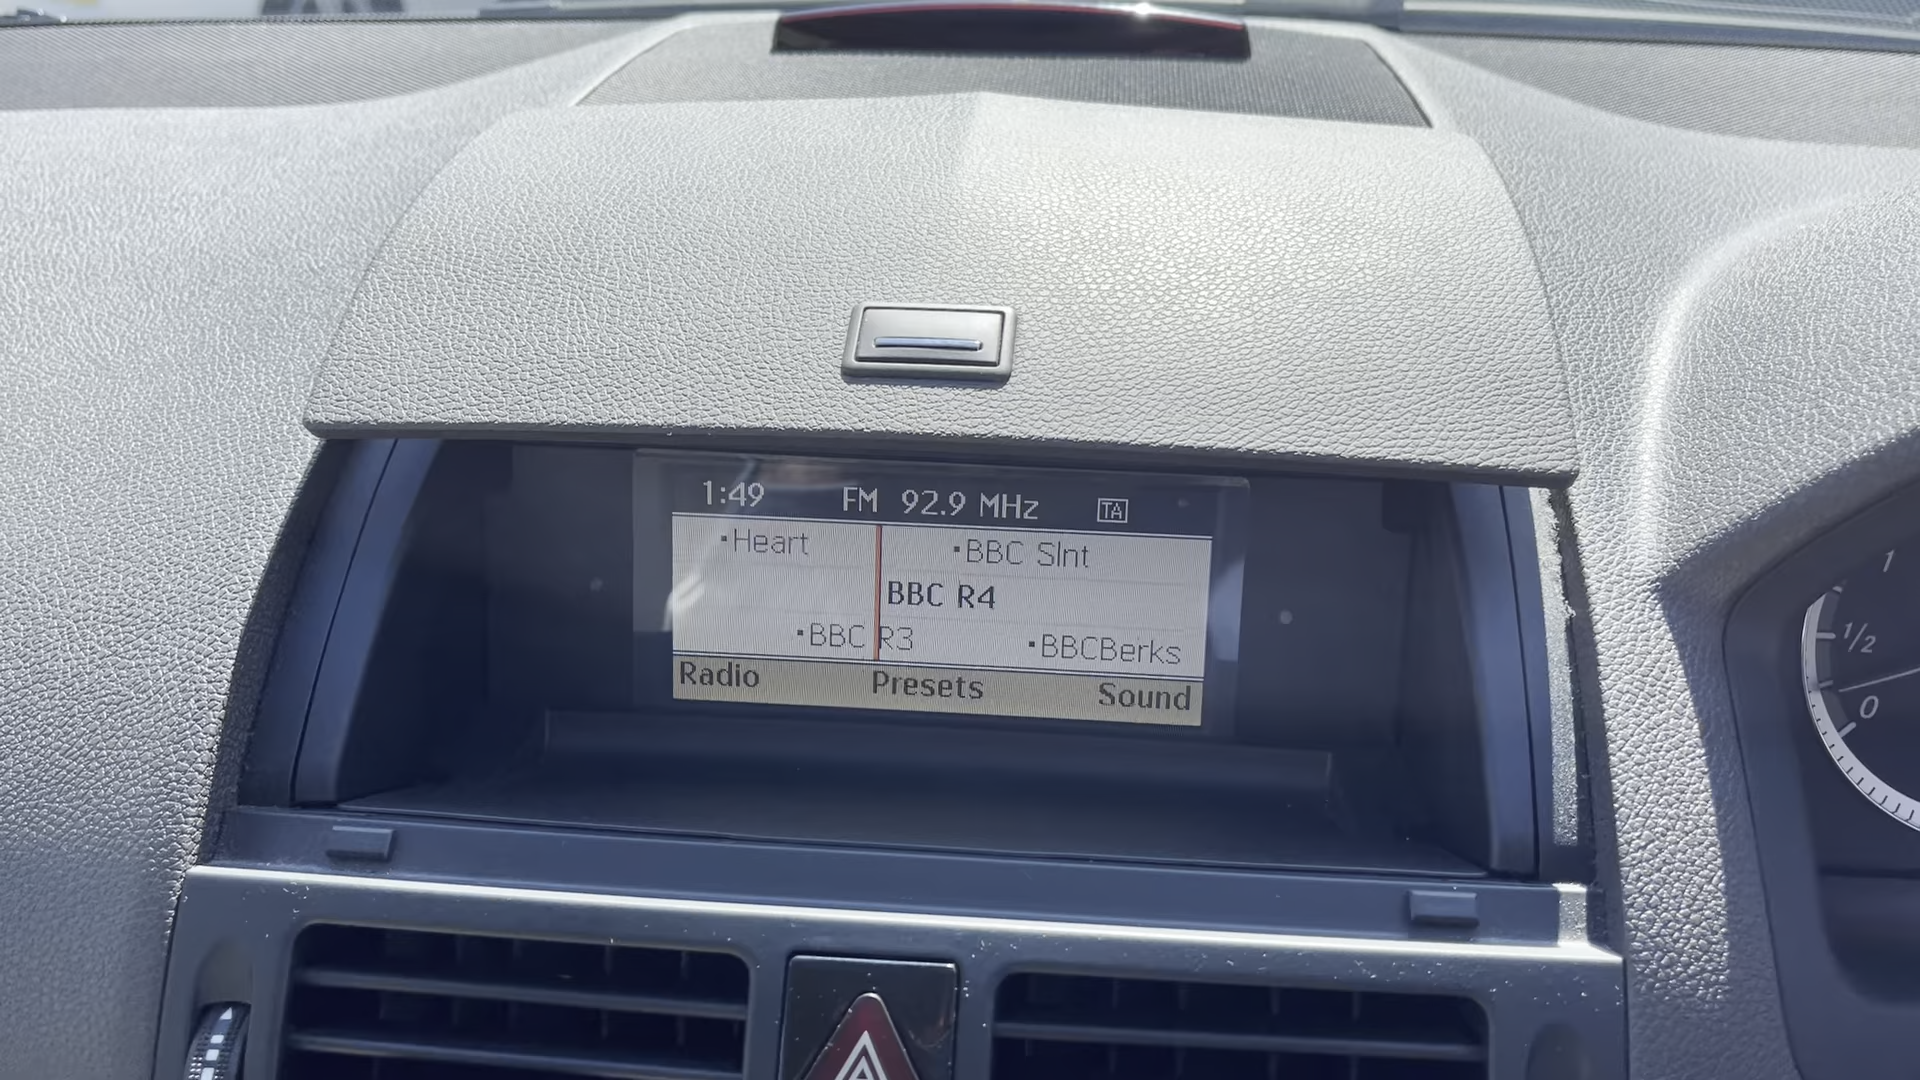 1:49 FM 92.9 MHz TA
Heart BBC Slnt
BBC R4
BBC R3 BBCBerks
Radio Presets Sound
1
1/2
0